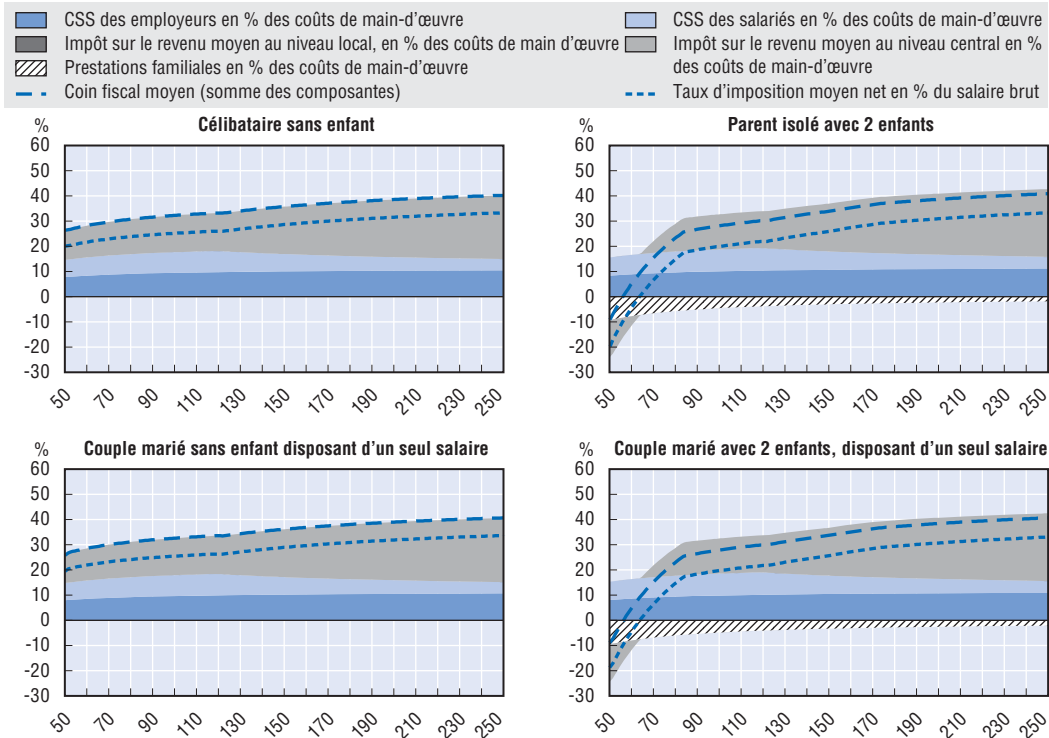 CSS des employeurs en % des coûts de main-d'œuvre
CSS des salariés en % des coûts de main-d'œuvre
Impôt sur le revenu moyen au niveau local, en % des coûts de main d'œuvre
Impôt sur le revenu moyen au niveau central en %
des coûts de main-d'œuvre
Prestations familiales en % des coûts de main-d'œuvre
Coin fiscal moyen (somme des composantes)
Taux d'imposition moyen net en % du salaire brut
% Célibataire sans enfant
60
50
40
30
20
10
0
-10
-20
-30
50 70 90 110 130 150 170 190 210 230 250
% Parent isolé avec 2 enfants
60
50
40
30
20
10
0
-10
-20
-30
50 70 90 110 130 150 170 190 210 230 250
% Couple marié sans enfant disposant d'un seul salaire
60
50
40
30
20
10
0
-10
-20
-30
50 70 90 110 130 150 170 190 210 230 250
% Couple marié avec 2 enfants, disposant d'un seul salaire
60
50
40
30
20
10
0
-10
-20
-30
50 70 90 110 130 150 170 190 210 230 250